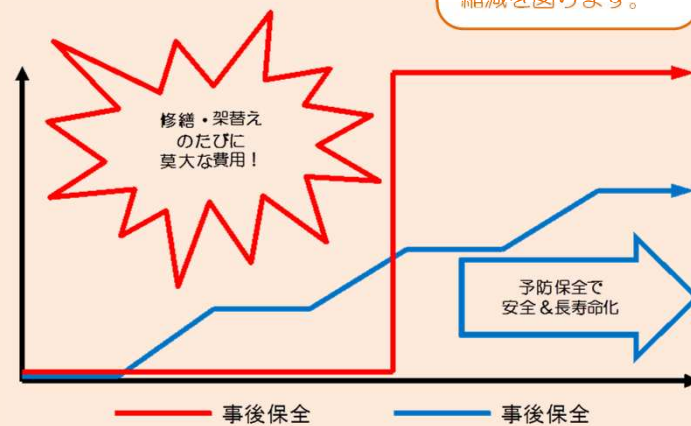 縮減を図ります。
修繕・架替え
のたびに
莫大な費用！
予防保全で
安全＆長寿命化
事後保全
事後保全